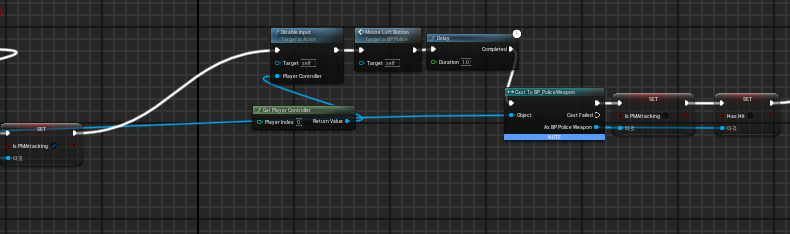 Disable Input
Target is Actor
Target
self
Player Controller
Mouse Left Button
Target is BP Police
Target
self
Delay
Completed
Duration
1.0
Get Player Controller
Player Index
0
Return Value
SET
Is PMAttacking
타깃
Cast To BP_PoliceWeapon
Object
Cast Failed
As BP Police Weapon
NOTE
SET
Is PMAttacking
타깃
SET
Has Hit
타깃